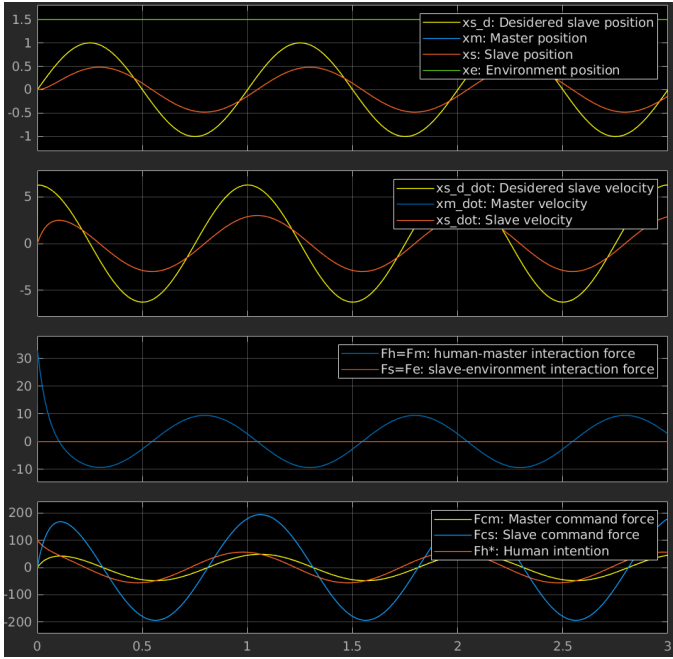 1.5
1
0.5
0
-0.5
-1
xs_d: Desidered slave position
xm: Master position
xs: Slave position
xe: Environment position
5
0
-5
xs_d_dot: Desidered slave velocity
xm_dot: Master velocity
xs_dot: Slave velocity
30
20
10
0
-10
Fh=Fm: human-master interaction force
Fs=Fe: slave-environment interaction force
200
100
0
-100
-200
Fcm: Master command force
Fcs: Slave command force
Fh*: Human intention
0 0.5 1 1.5 2 2.5 3